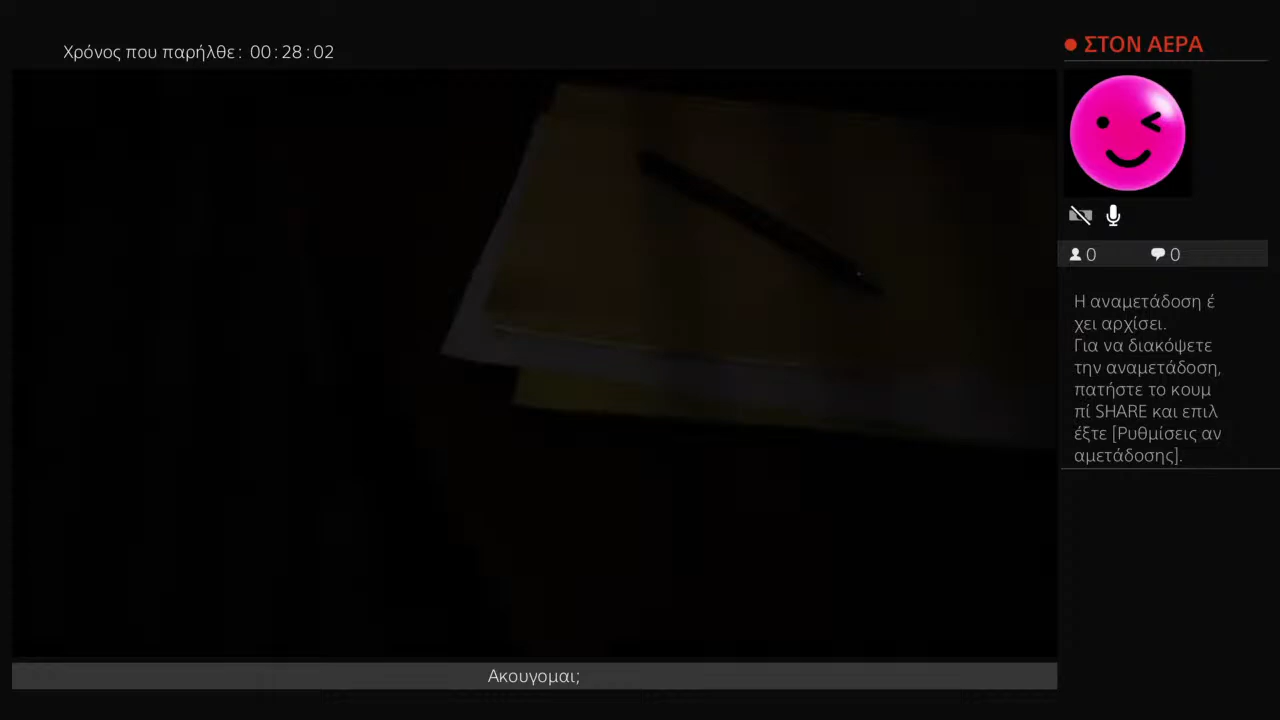 Χρόνος που παρήλθε: 00:28:02
ΣΤΟΝ ΑΕΡΑ
0 0
Η αναμετάδοση έ
χει αρχίσει.
Για να διακόψετε
την αναμετάδοση,
πατήστε το κουμ
πί SHARE και επιλ
έξτε [Ρυθμίσεις αν
αμετάδοσης].
Ακουγομαι;